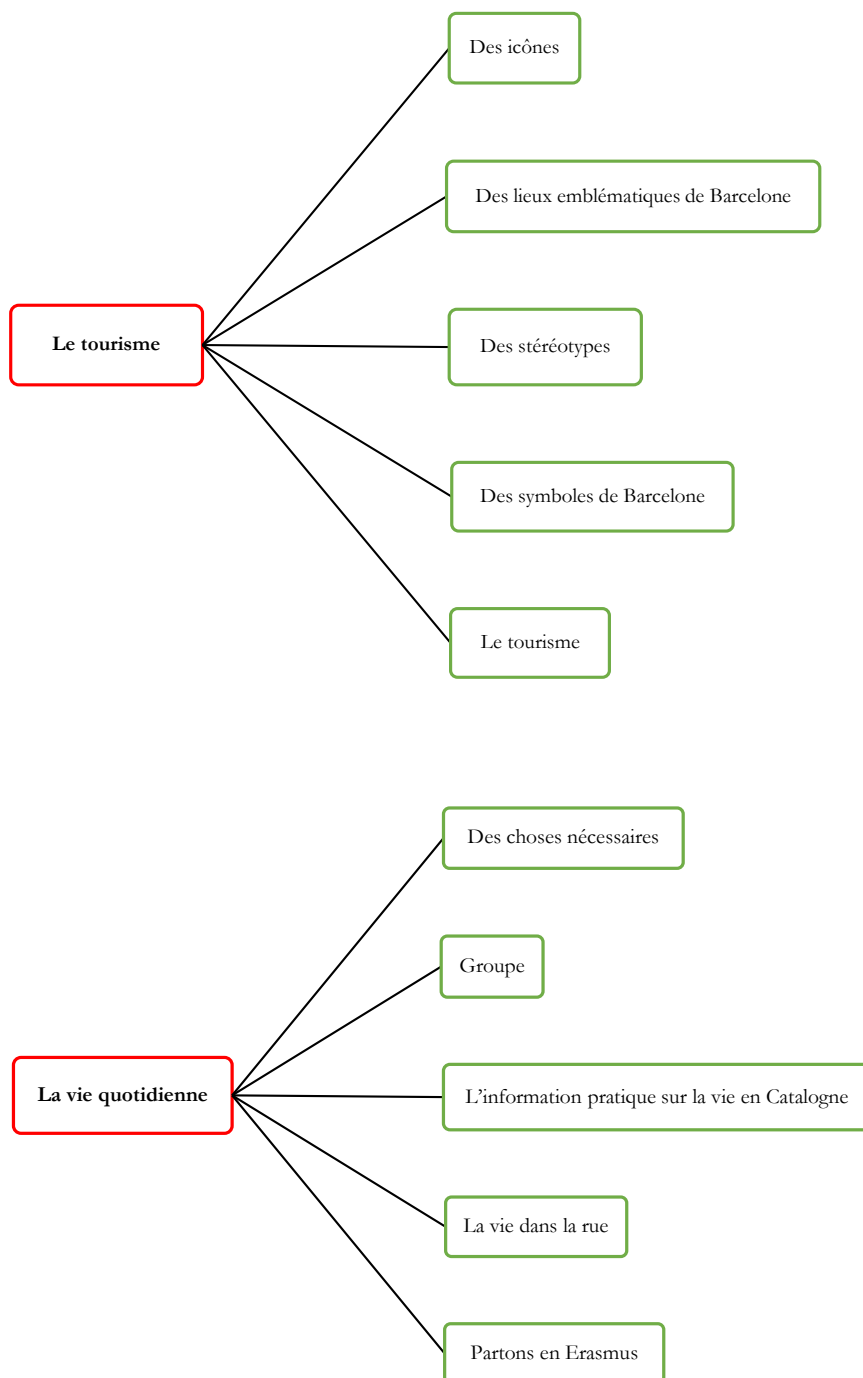 Des icônes
Des lieux emblématiques de Barcelone
Le tourisme
Des stéréotypes
Des symboles de Barcelone
Le tourisme
Des choses nécessaires
Groupe
La vie quotidienne
L’information pratique sur la vie en Catalogne
La vie dans la rue
Partons en Erasmus